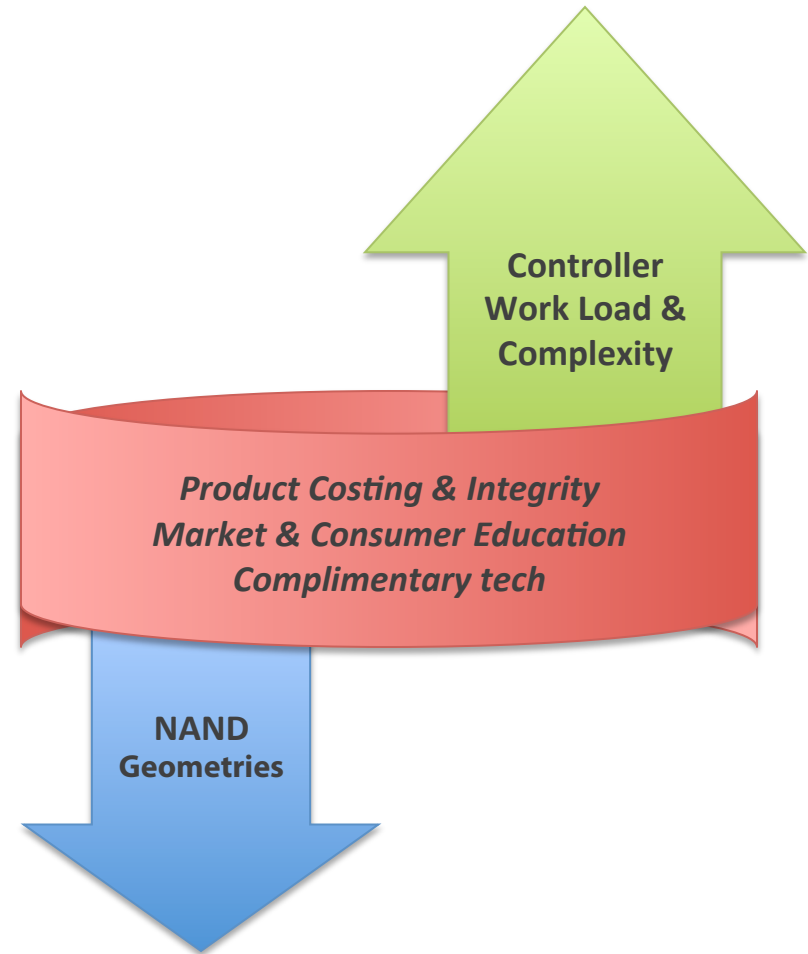 Controller
Work Load &
Complexity
Product Costing & Integrity
Market & Consumer Education
Complimentary tech
NAND
Geometries